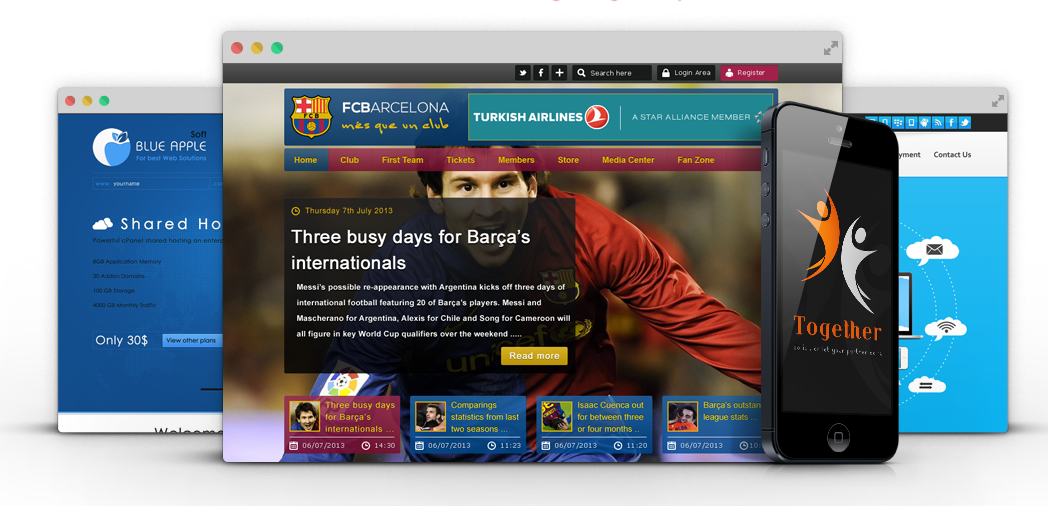 Soft
BLUE APPLE
For best Web Solutions
www. yourname
Shared Ho
Powerful cPanel shared hosting an enter
8GB Application Memory
20 Addon Domains
100 GB Storage
4000 GB Monthly Traffic
Only 30$
View other plans
Welcome
Search here
Login Area
Register
FCB
FCBARCELONA
més que un club
TURKISH AIRLINES
A STAR ALLIANCE MEMBER
Home Club First Team Tickets Members Store Media Center Fan Zone
Thursday 7th July 2013
Three busy days for Barça's
internationals
Messi's possible re-appearance with Argentina kicks off three days of
international football featuring 20 of Barça's players. Messi and
Mascherano for Argentina, Alexis for Chile and Song for Cameroon will
all figure in key World Cup qualifiers over the weekend .....
Read more
unicef
Three busy days
for Barça's
internationals ...
06/07/2013 14:30
Comparings
statistics from last
two seasons ...
06/07/2013 11:23
Isaac Cuenca out
for between three
or four months ..
06/07/2013 11:20
Barça's outstan
league stats ..
06/07/2013 10:
yment Contact Us
Together